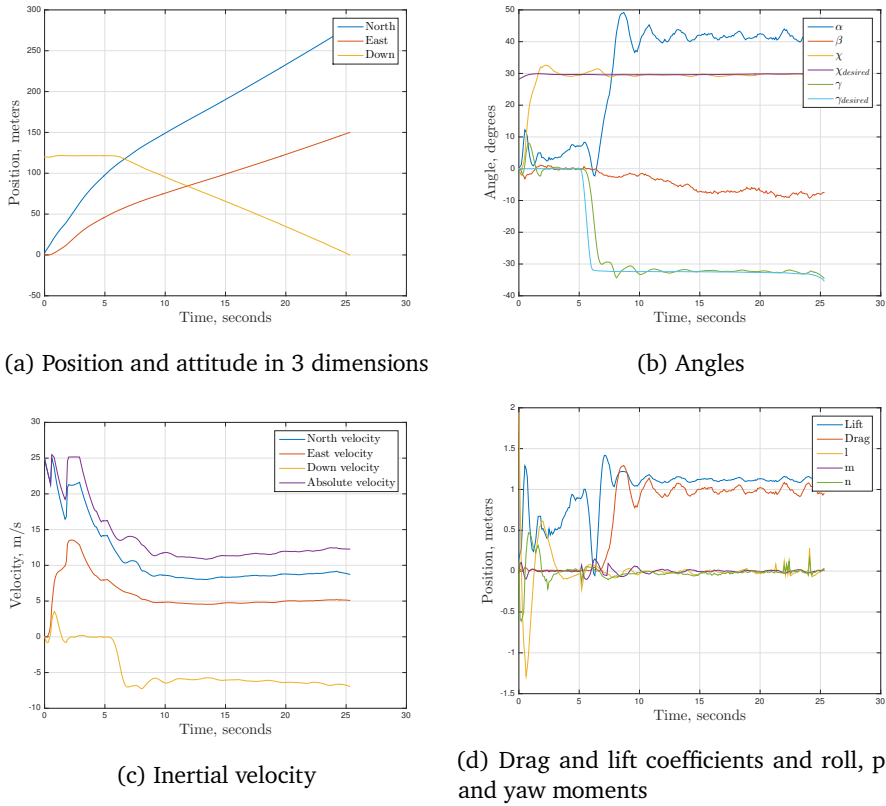 300
250
200
150
100
50
0
-50
0
5
10
15
20
25
30
Position, meters
Time, seconds
North
East
Down
(a) Position and attitude in 3 dimensions
50
40
30
20
10
0
-10
-20
-30
-40
0
5
10
15
20
25
30
Angle, degrees
Time, seconds
α
β
χ
χdesired
γ
γdesired
(b) Angles
30
25
20
15
10
5
0
-5
-10
0
5
10
15
20
25
30
Velocity, m/s
Time, seconds
North velocity
East velocity
Down velocity
Absolute velocity
(c) Inertial velocity
2
1.5
1
0.5
0
-0.5
-1
-1.5
0
5
10
15
20
25
30
Position, meters
Time, seconds
Lift
Drag
l
m
n
(d) Drag and lift coefficients and roll, p
and yaw moments